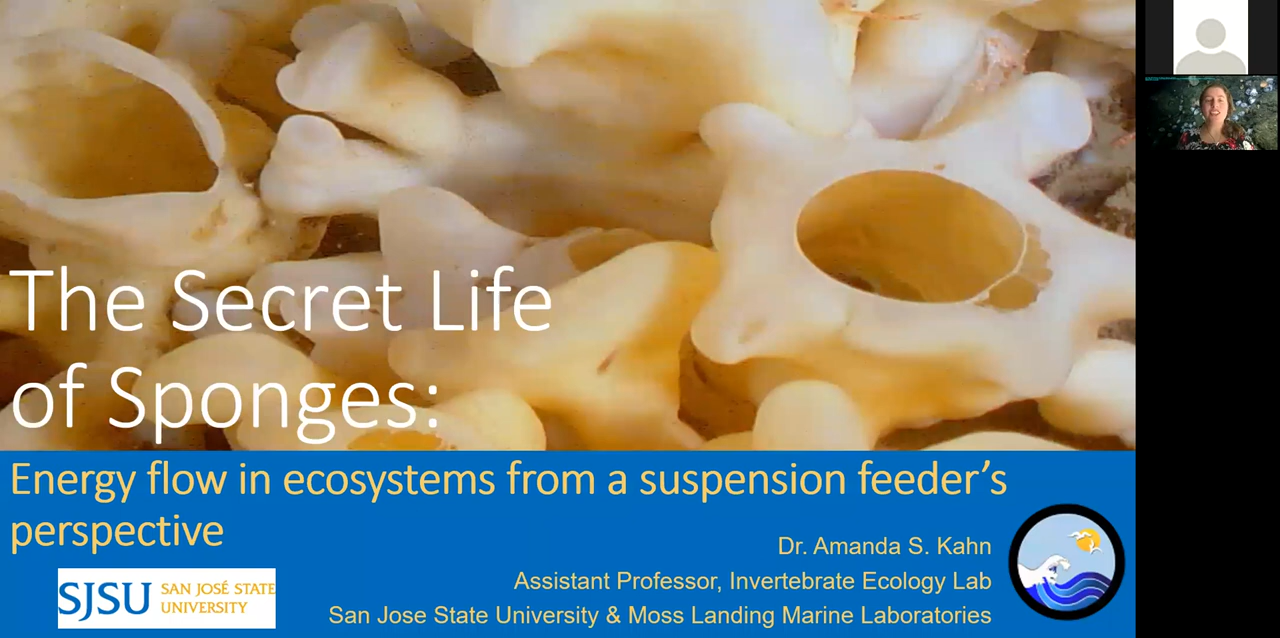 The Secret Life
of Sponges:
Energy flow in ecosystems from a suspension feeder's
perspective
Dr. Amanda S. Kahn
Assistant Professor, Invertebrate Ecology Lab
San Jose State University & Moss Landing Marine Laboratories
SJSU SAN JOSÉ STATE
UNIVERSITY